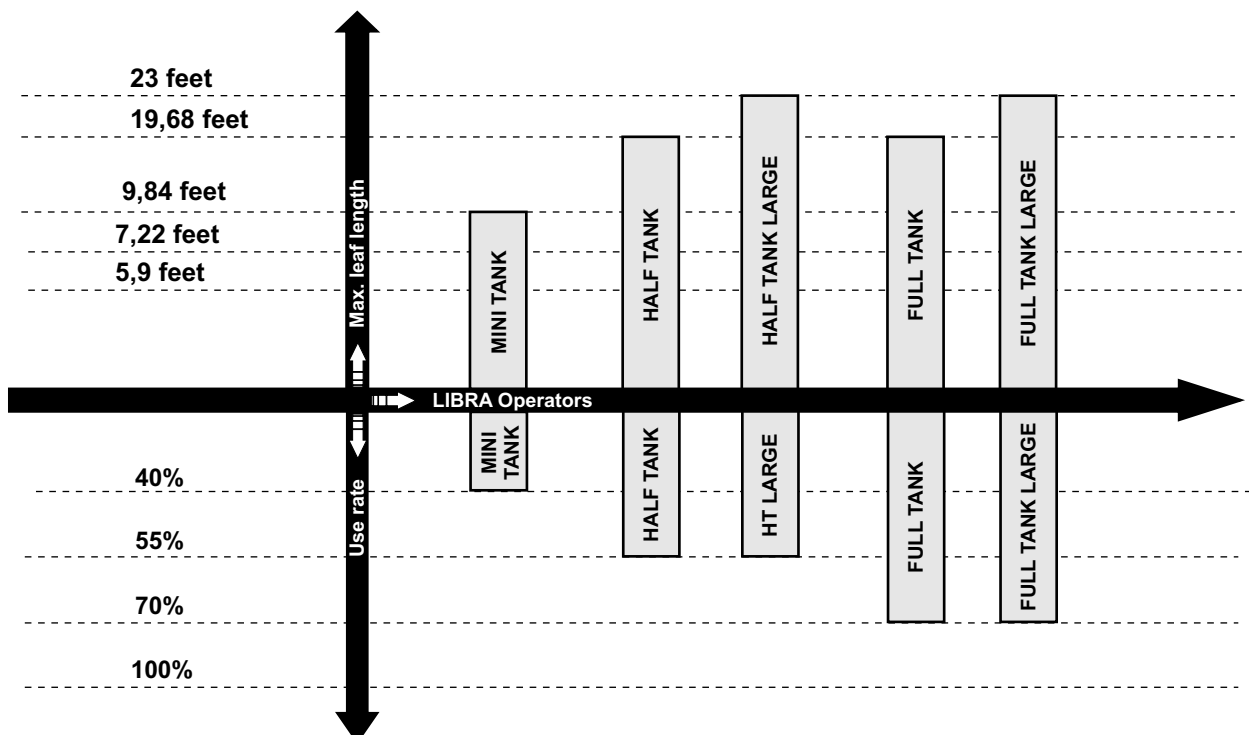 23 feet
19,68 feet
9,84 feet
7,22 feet
5,9 feet
Max. leaf length
MINI TANK
HALF TANK
HALF TANK LARGE
FULL TANK
FULL TANK LARGE
LIBRA Operators
Use rate
MINI
TANK
HALF TANK
HT LARGE
FULL TANK
FULL TANK LARGE
40%
55%
70%
100%